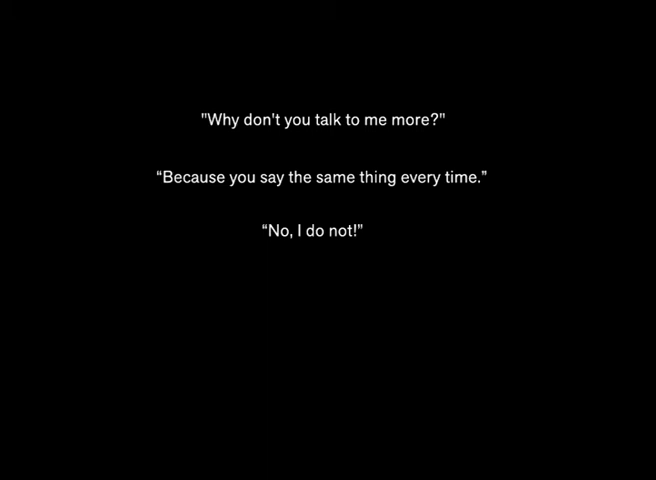 "Why don't you talk to me more?"
“Because you say the same thing every time.”
“No, I do not!”